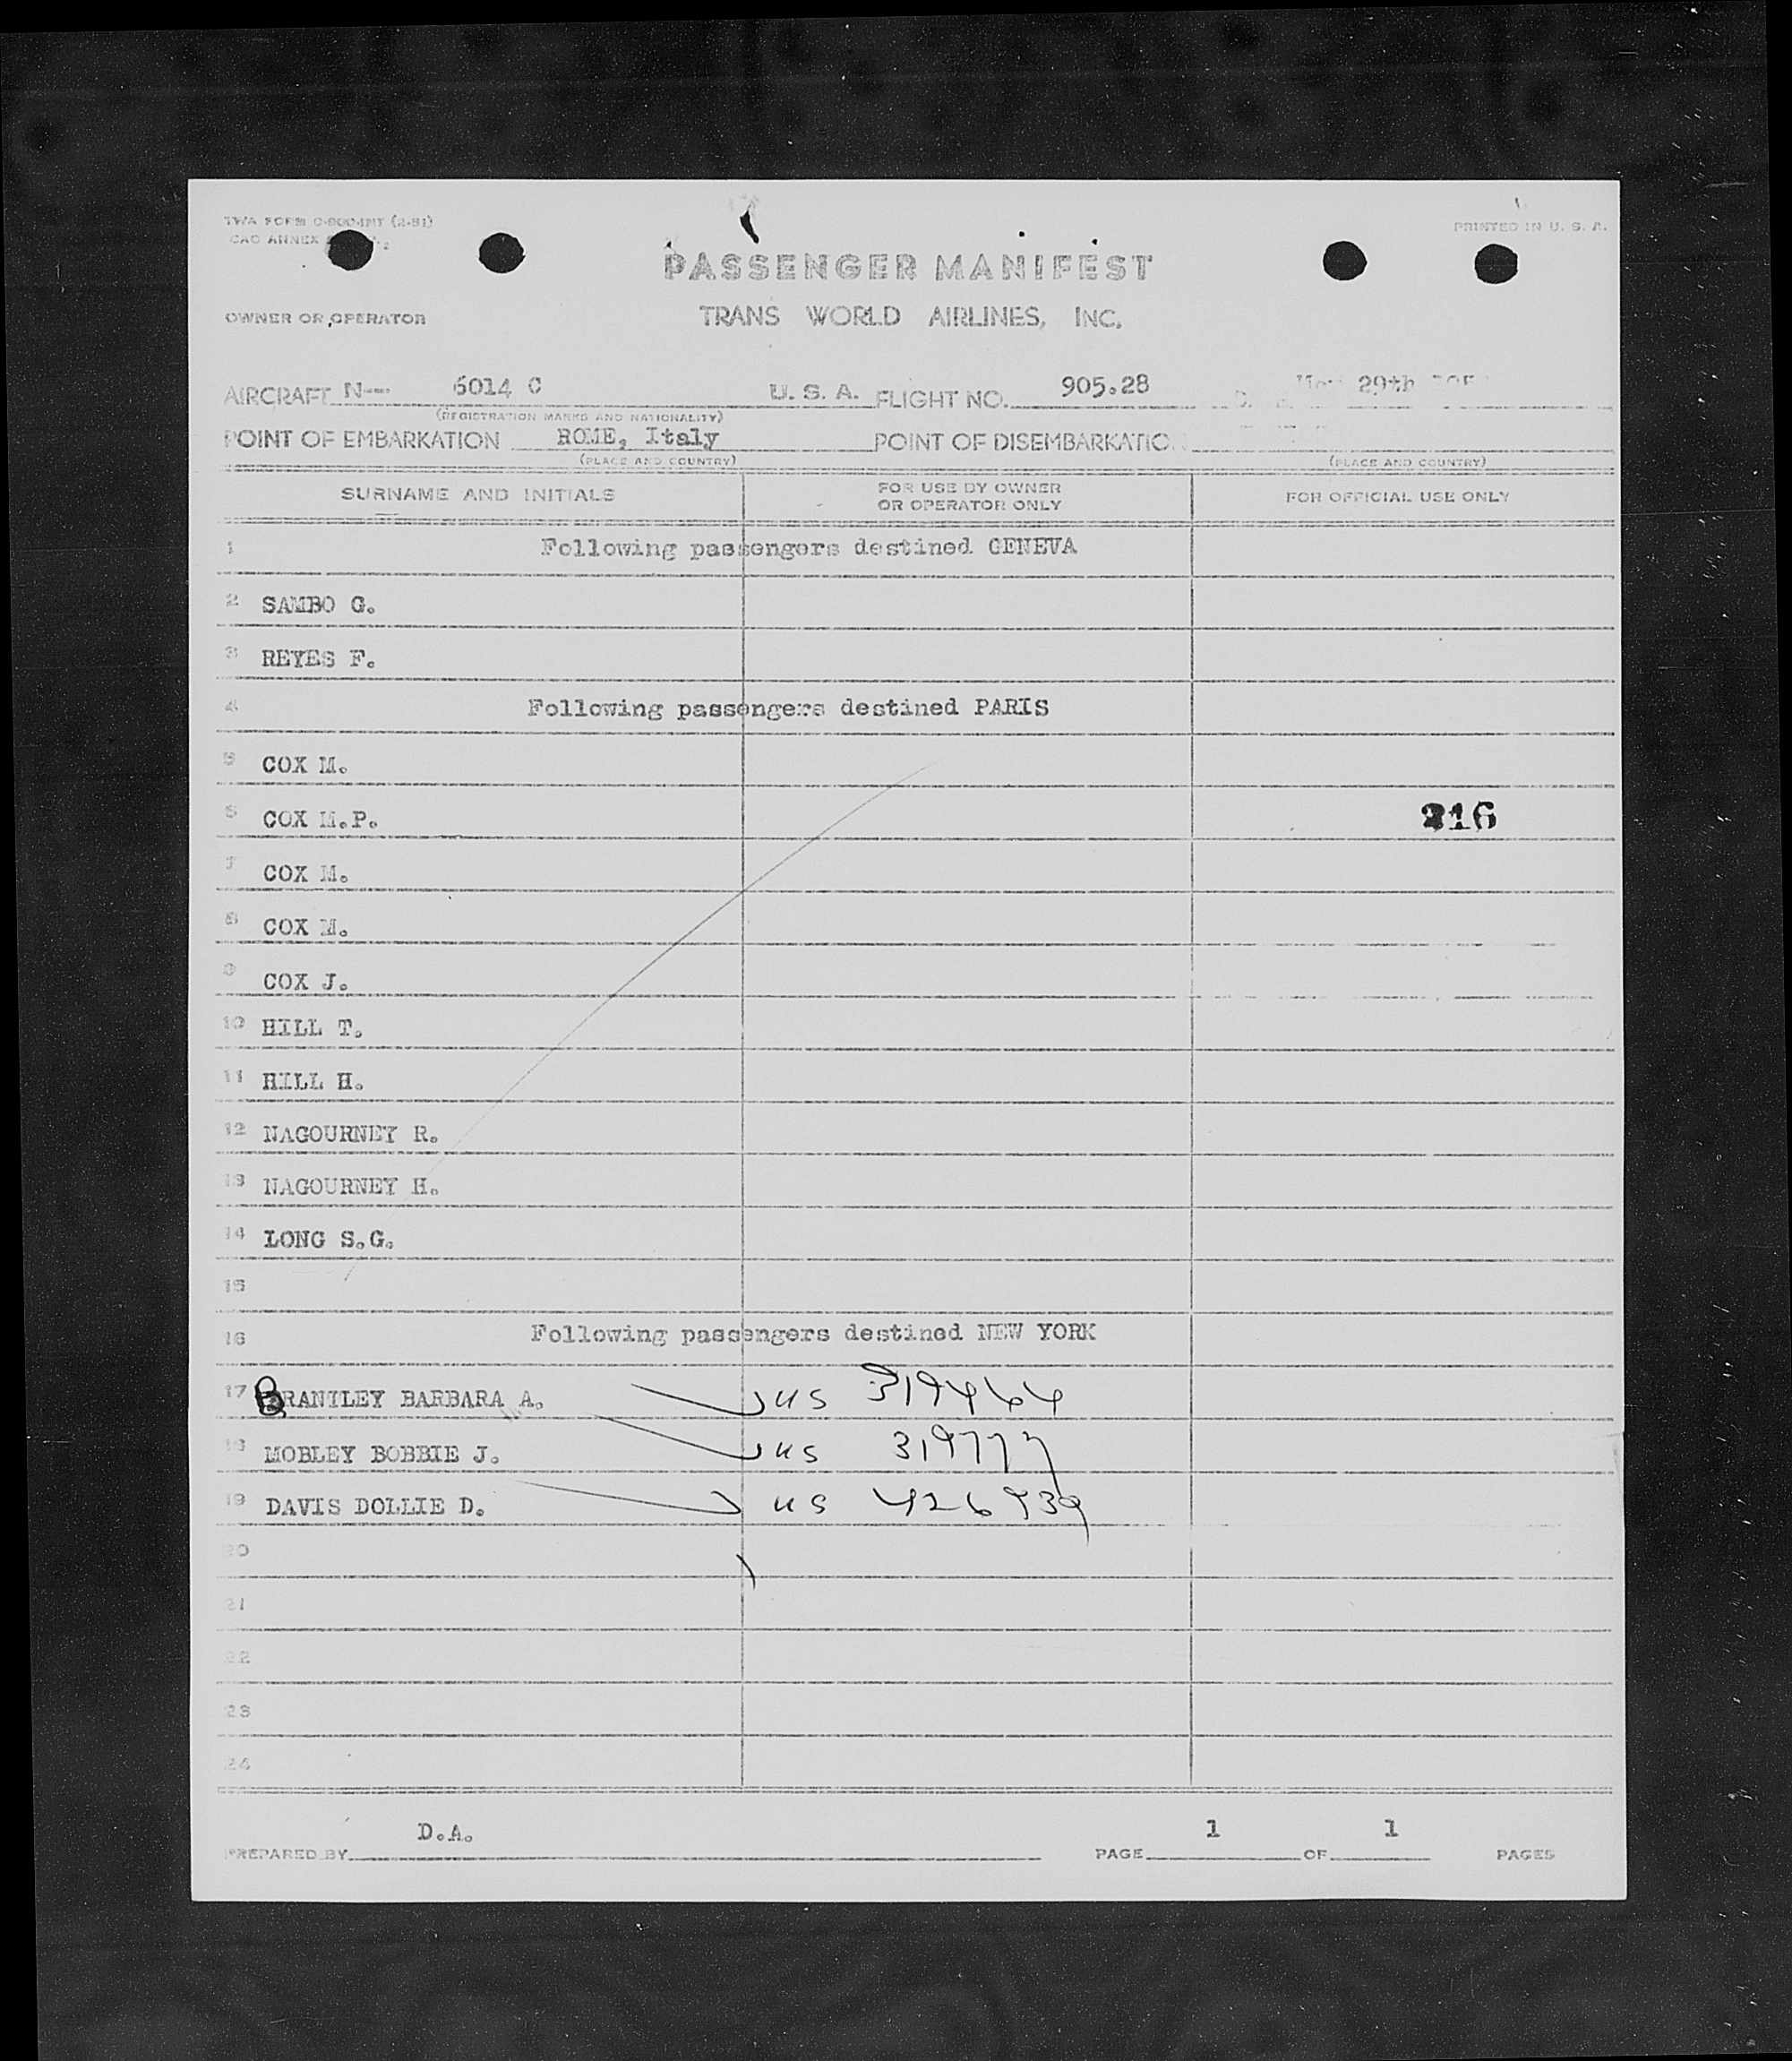 TWA FORM
CAO ANNEX
PRINTED IN U. S. A.
PASSENGER MANIFEST
OWNER OR OPERATOR
TRANS WORLD AIRLINES, INC.
AIRCRAFT N-- 6014 C U. S. A. FLIGHT NO. 905.28 29th
(REGISTRATION MARKS AND NATIONALITY)
POINT OF EMBARKATION ROME, Italy POINT OF DISEMBARKATIO
(PLACE AND COUNTRY) (PLACE AND COUNTRY)
SURNAME AND INITIALS FOR USE BY OWNER OR OPERATOR ONLY FOR OFFICIAL USE ONLY
1 Following passengers destined GENEVA
2 SAMBO G.
3 REYES F.
4 Following passengers destined PARIS
5 COX M.
6 COX M.P. 216
7 COX M.
8 COX M.
9 COX J.
10 HILL T.
11 HILL H.
12 NAGOURNEY R.
13 NAGOURNEY H.
14 LONG S.G.
15
16 Following passengers destined NEW YORK
17 BRANTLEY BARBARA A. US 319464
18 MOBLEY BOBBIE J. US 319777
19 DAVIS DOLLIE D. US 426939
20
21
22
23
24
D.A. 1 1
PREPARED BY PAGE OF PAGES